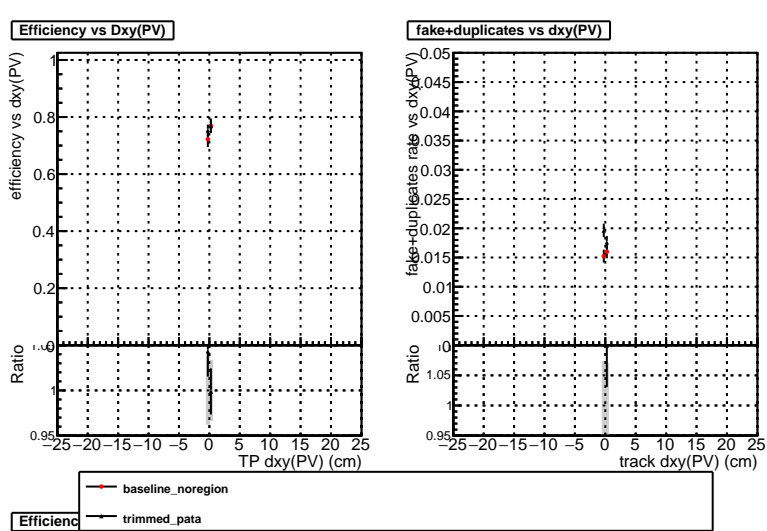 Efficiency vs Dxy(PV)
efficiency vs dxy(PV)
1
0.8
0.6
0.4
0.2
0
Ratio
1
0.95
−25 −20 −15 −10 −5 0 5 10 15 20 25
TP dxy(PV) (cm)
fake+duplicates vs dxy(PV)
fake+duplicates rate vs dxy(PV)
0.05
0.045
0.04
0.035
0.03
0.025
0.02
0.015
0.01
0.005
0
Ratio
1.05
1
0.95
−25 −20 −15 −10 −5 0 5 10 15 20 25
track dxy(PV) (cm)
baseline_noregion
trimmed_pata
Efficienc